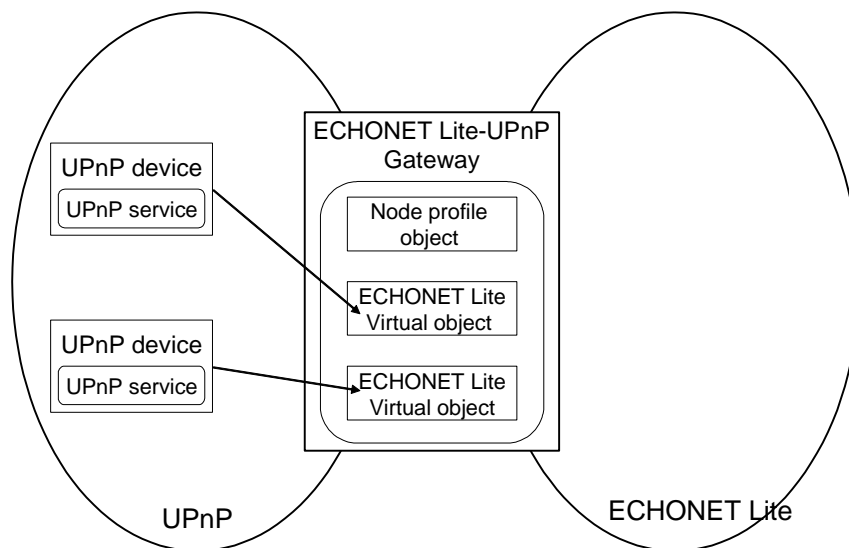 ECHONET Lite-UPnP
Gateway
UPnP device
UPnP service
Node profile
object
ECHONET Lite
Virtual object
UPnP device
UPnP service
ECHONET Lite
Virtual object
UPnP
ECHONET Lite